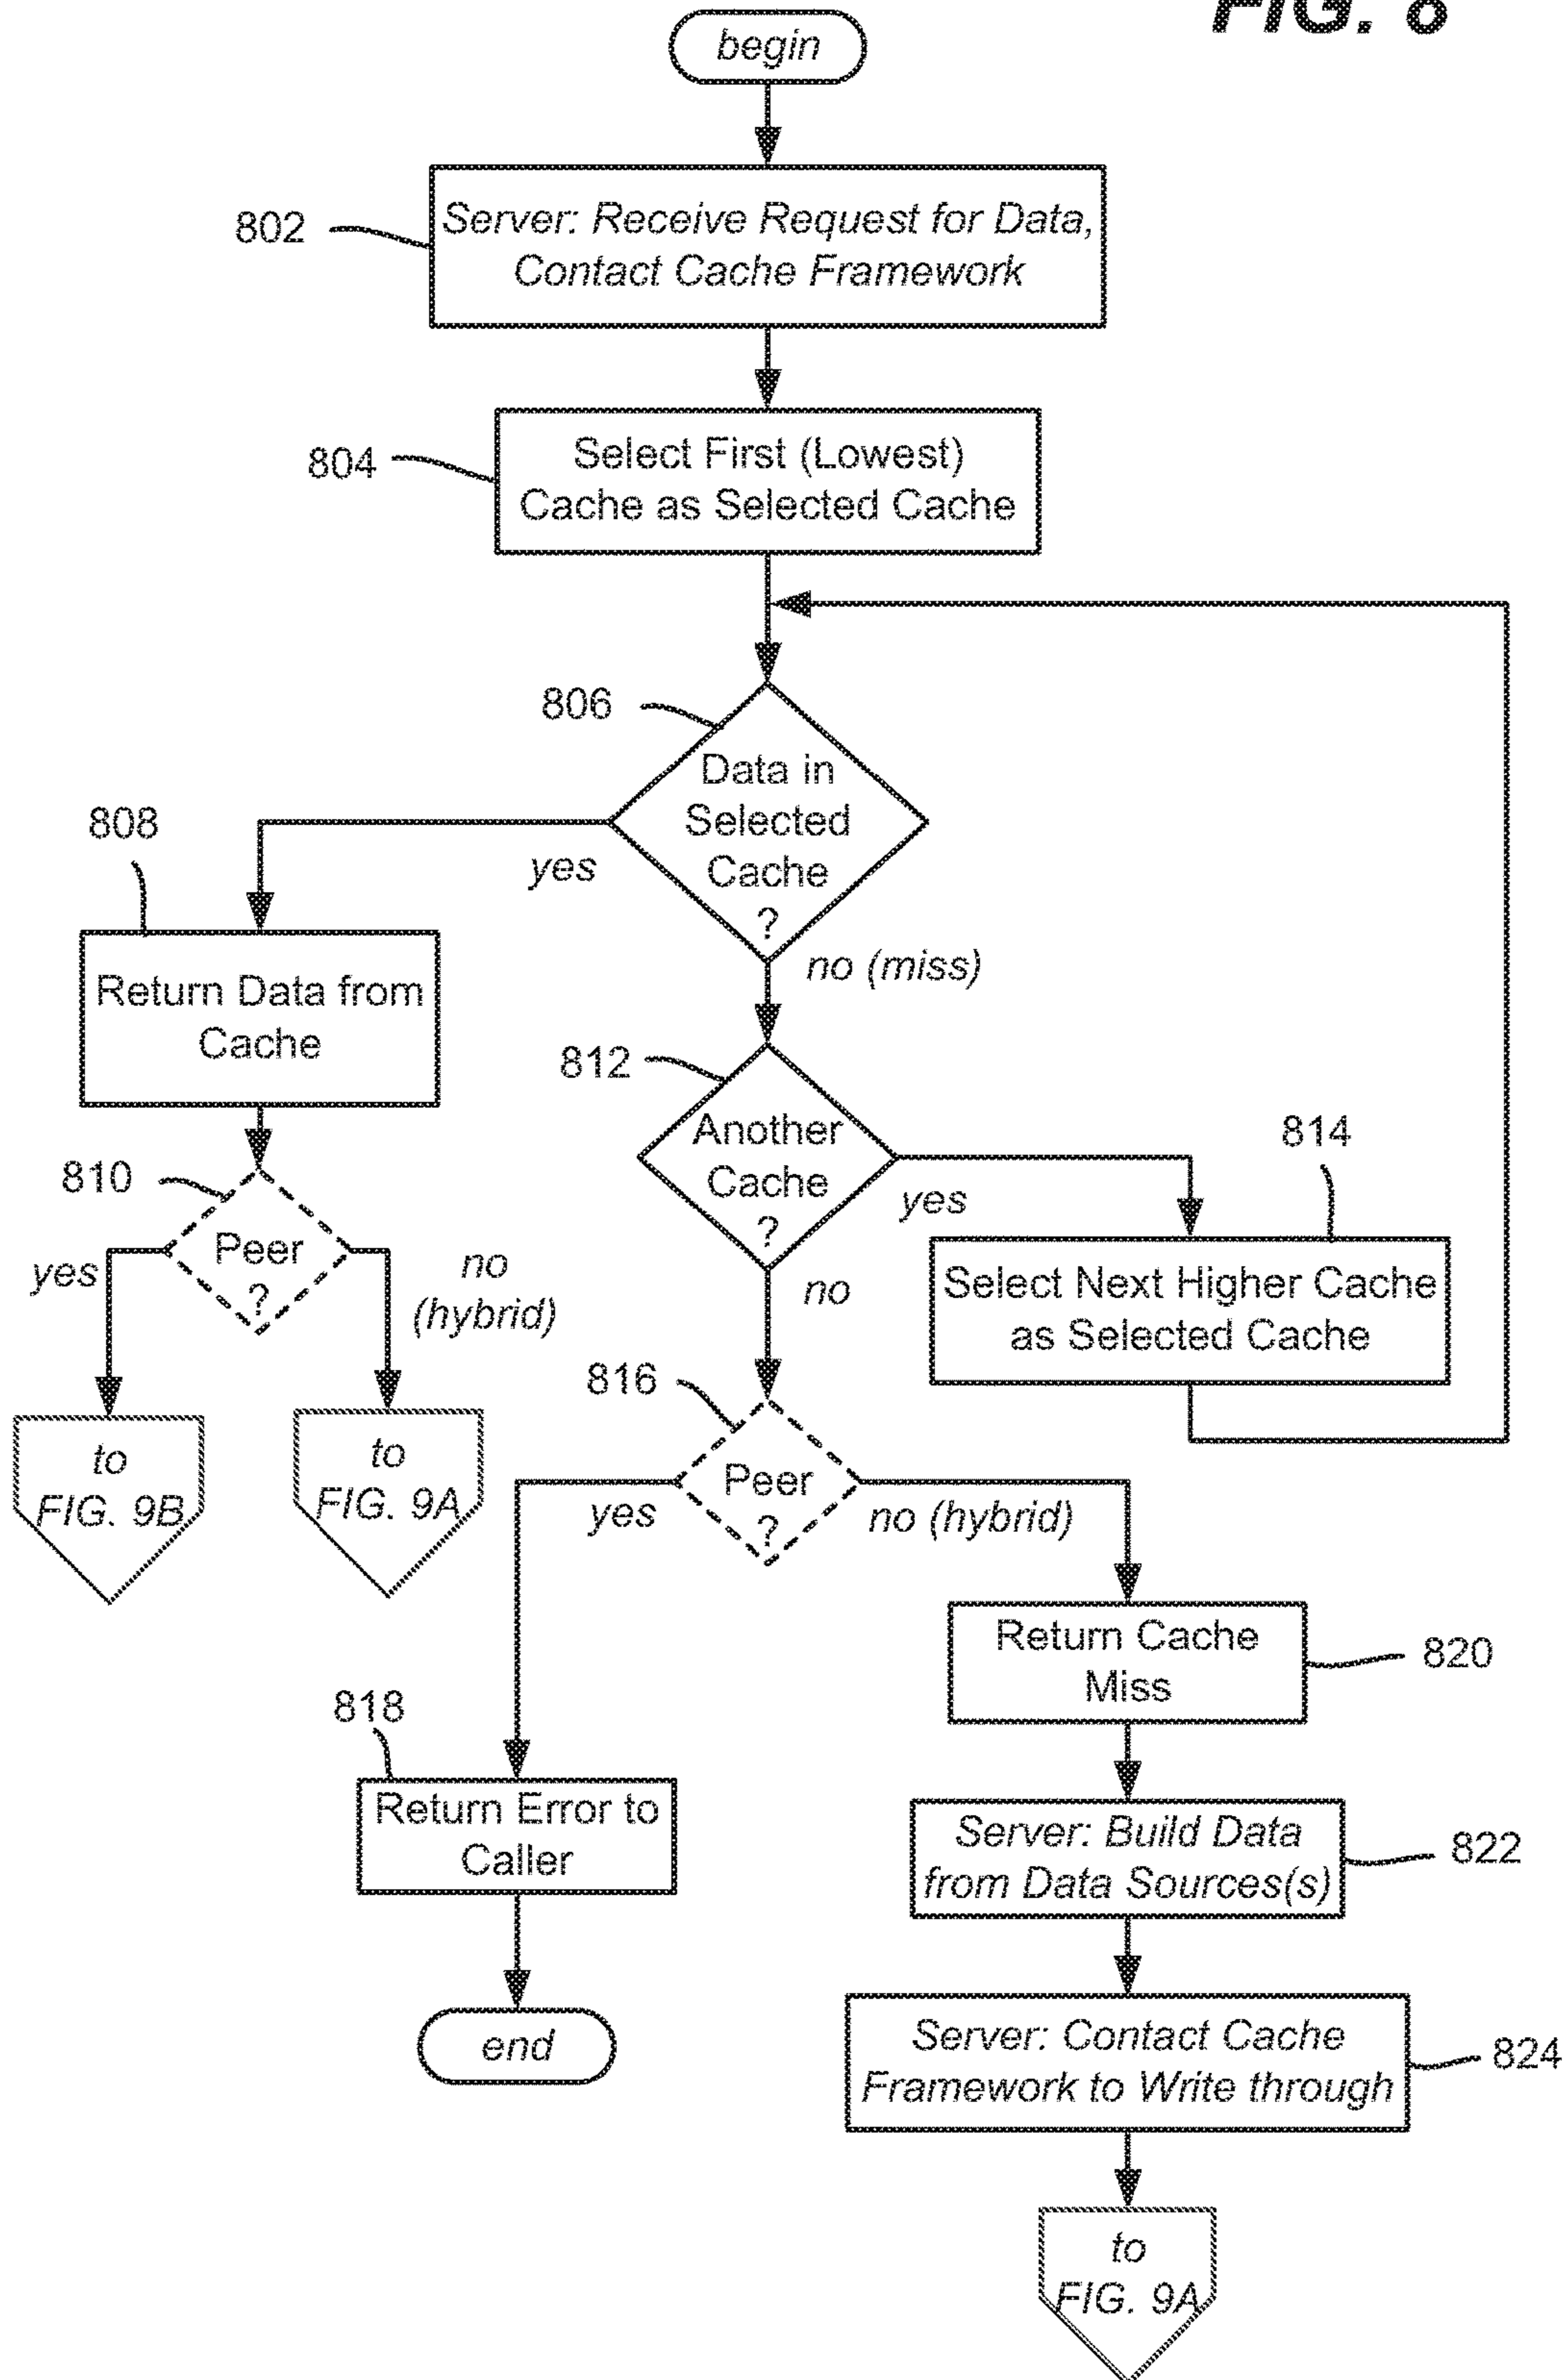 FIG. 8
begin
802
Server: Receive Request for Data,
Contact Cache Framework
804
Select First (Lowest)
Cache as Selected Cache
806
Data in
Selected
Cache
?
yes
no (miss)
808
Return Data from
Cache
810
Peer
?
yes
no
(hybrid)
to
FIG. 9B
to
FIG. 9A
812
Another
Cache
?
yes
no
814
Select Next Higher Cache
as Selected Cache
816
Peer
?
yes
no (hybrid)
818
Return Error to
Caller
end
Return Cache
Miss
820
Server: Build Data
from Data Sources(s)
822
Server: Contact Cache
Framework to Write through
824
to
FIG. 9A